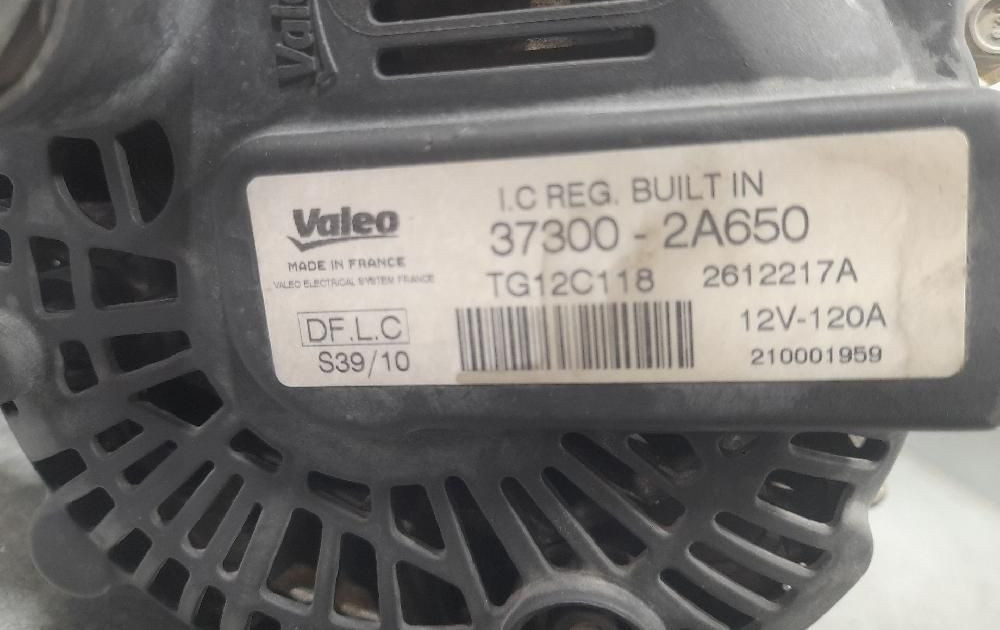 Valeo
I.C REG. BUILT IN
Valeo
37300 - 2A650
MADE IN FRANCE
VALEO ELECTRICAL SYSTEM FRANCE
TG12C118 2612217A
DF.L.C
12V-120A
S39/10
210001959